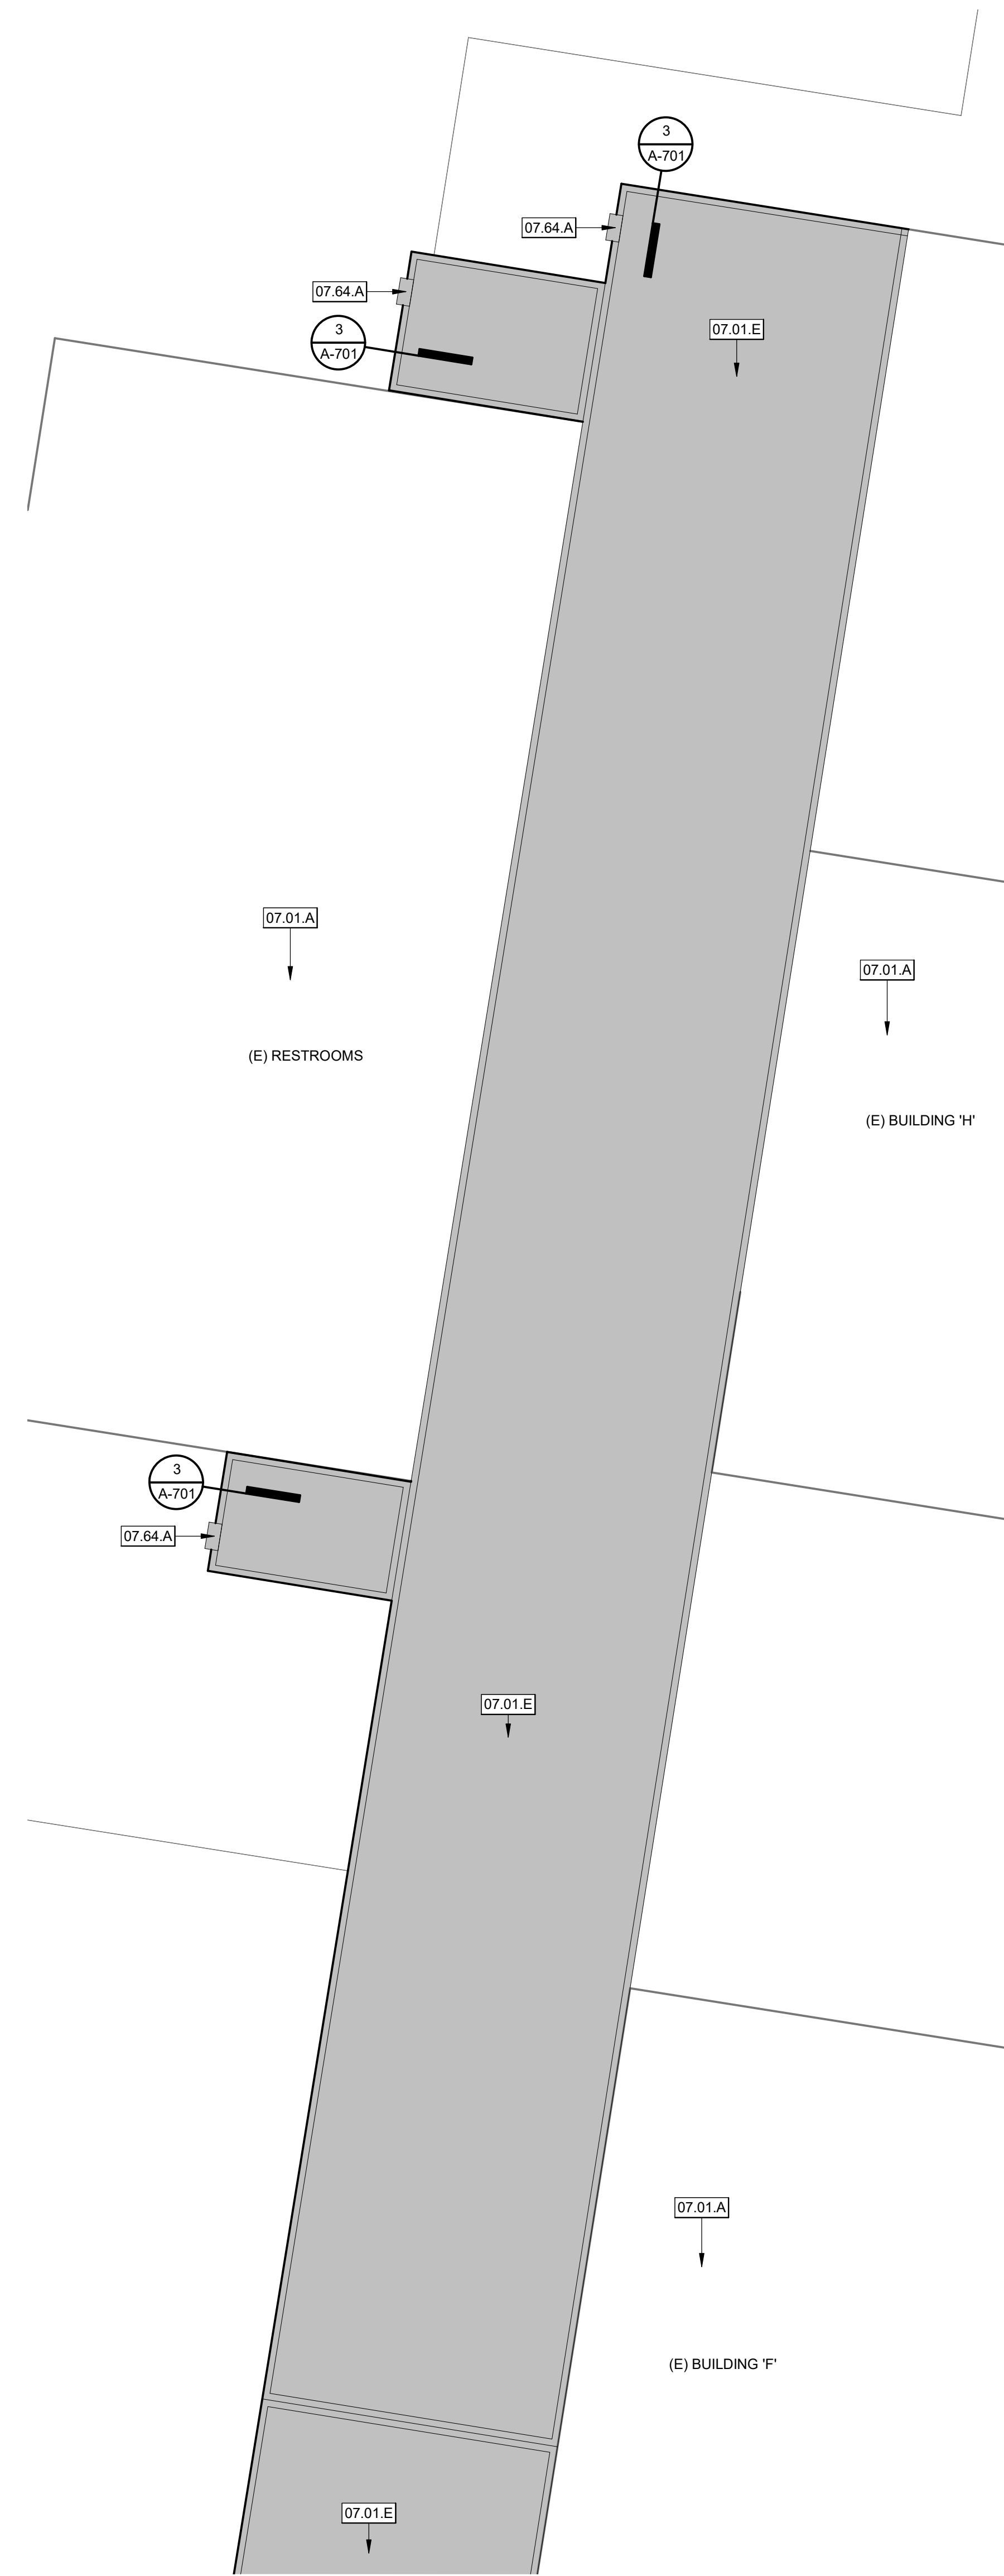 3
A-701
07.64.A
07.64.A
3
A-701
07.01.E
07.01.A
07.01.A
(E) RESTROOMS
(E) BUILDING 'H'
3
A-701
07.64.A
07.01.E
07.01.A
(E) BUILDING 'F'
07.01.E